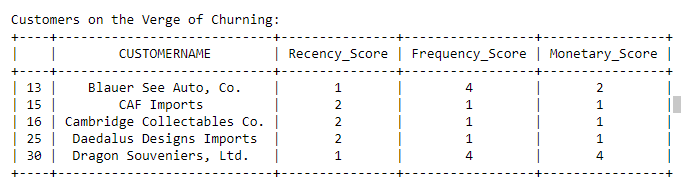 Customers on the Verge of Churning:
CUSTOMERNAME Recency_Score Frequency_Score Monetary_Score
13 Blauer See Auto, Co. 1 4 2
15 CAF Imports 2 1 1
16 Cambridge Collectables Co. 2 1 1
25 Daedalus Designs Imports 2 1 1
30 Dragon Souveniers, Ltd. 1 4 4